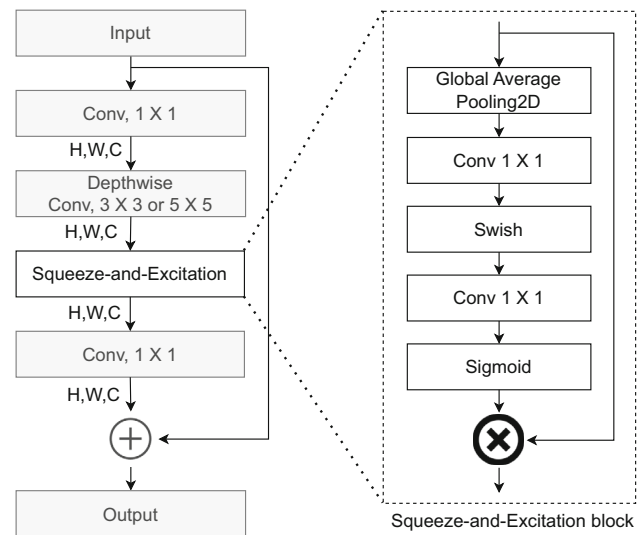 Input
Conv, 1 X 1
H,W,C
Depthwise
Conv, 3 X 3 or 5 X 5
H,W,C
Squeeze-and-Excitation
H,W,C
Conv, 1 X 1
H,W,C
Output
Global Average
Pooling2D
Conv 1 X 1
Swish
Conv 1 X 1
Sigmoid
Squeeze-and-Excitation block